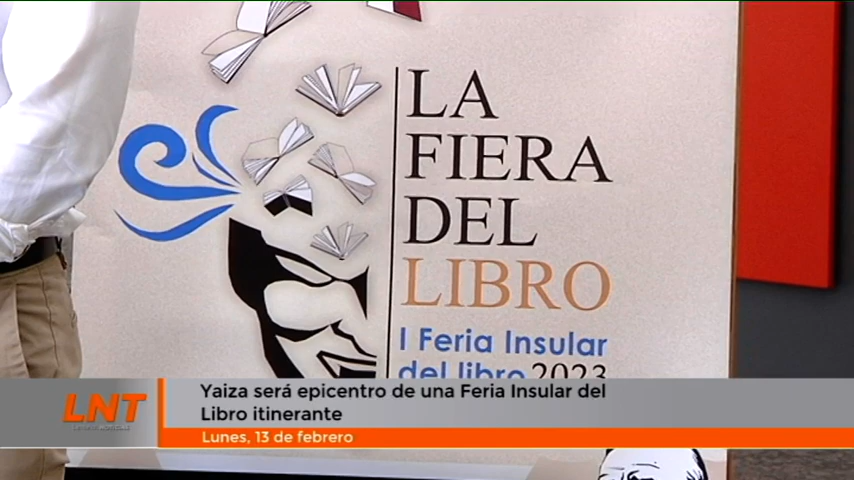 LA
FIERA
DEL
LIBRO
I Feria Insular
del libro 2023
LNT
Yaiza será epicentro de una Feria Insular del
Libro itinerante
Lunes, 13 de febrero